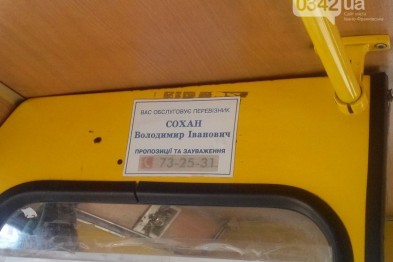 0342.ua
ВАС ОБСЛУГОВУЄ ПЕРЕВІЗНИК
СОХАН
Володимир Іванович
ПРОПОЗИЦІЇ ТА ЗАУВАЖЕННЯ
73-25-31